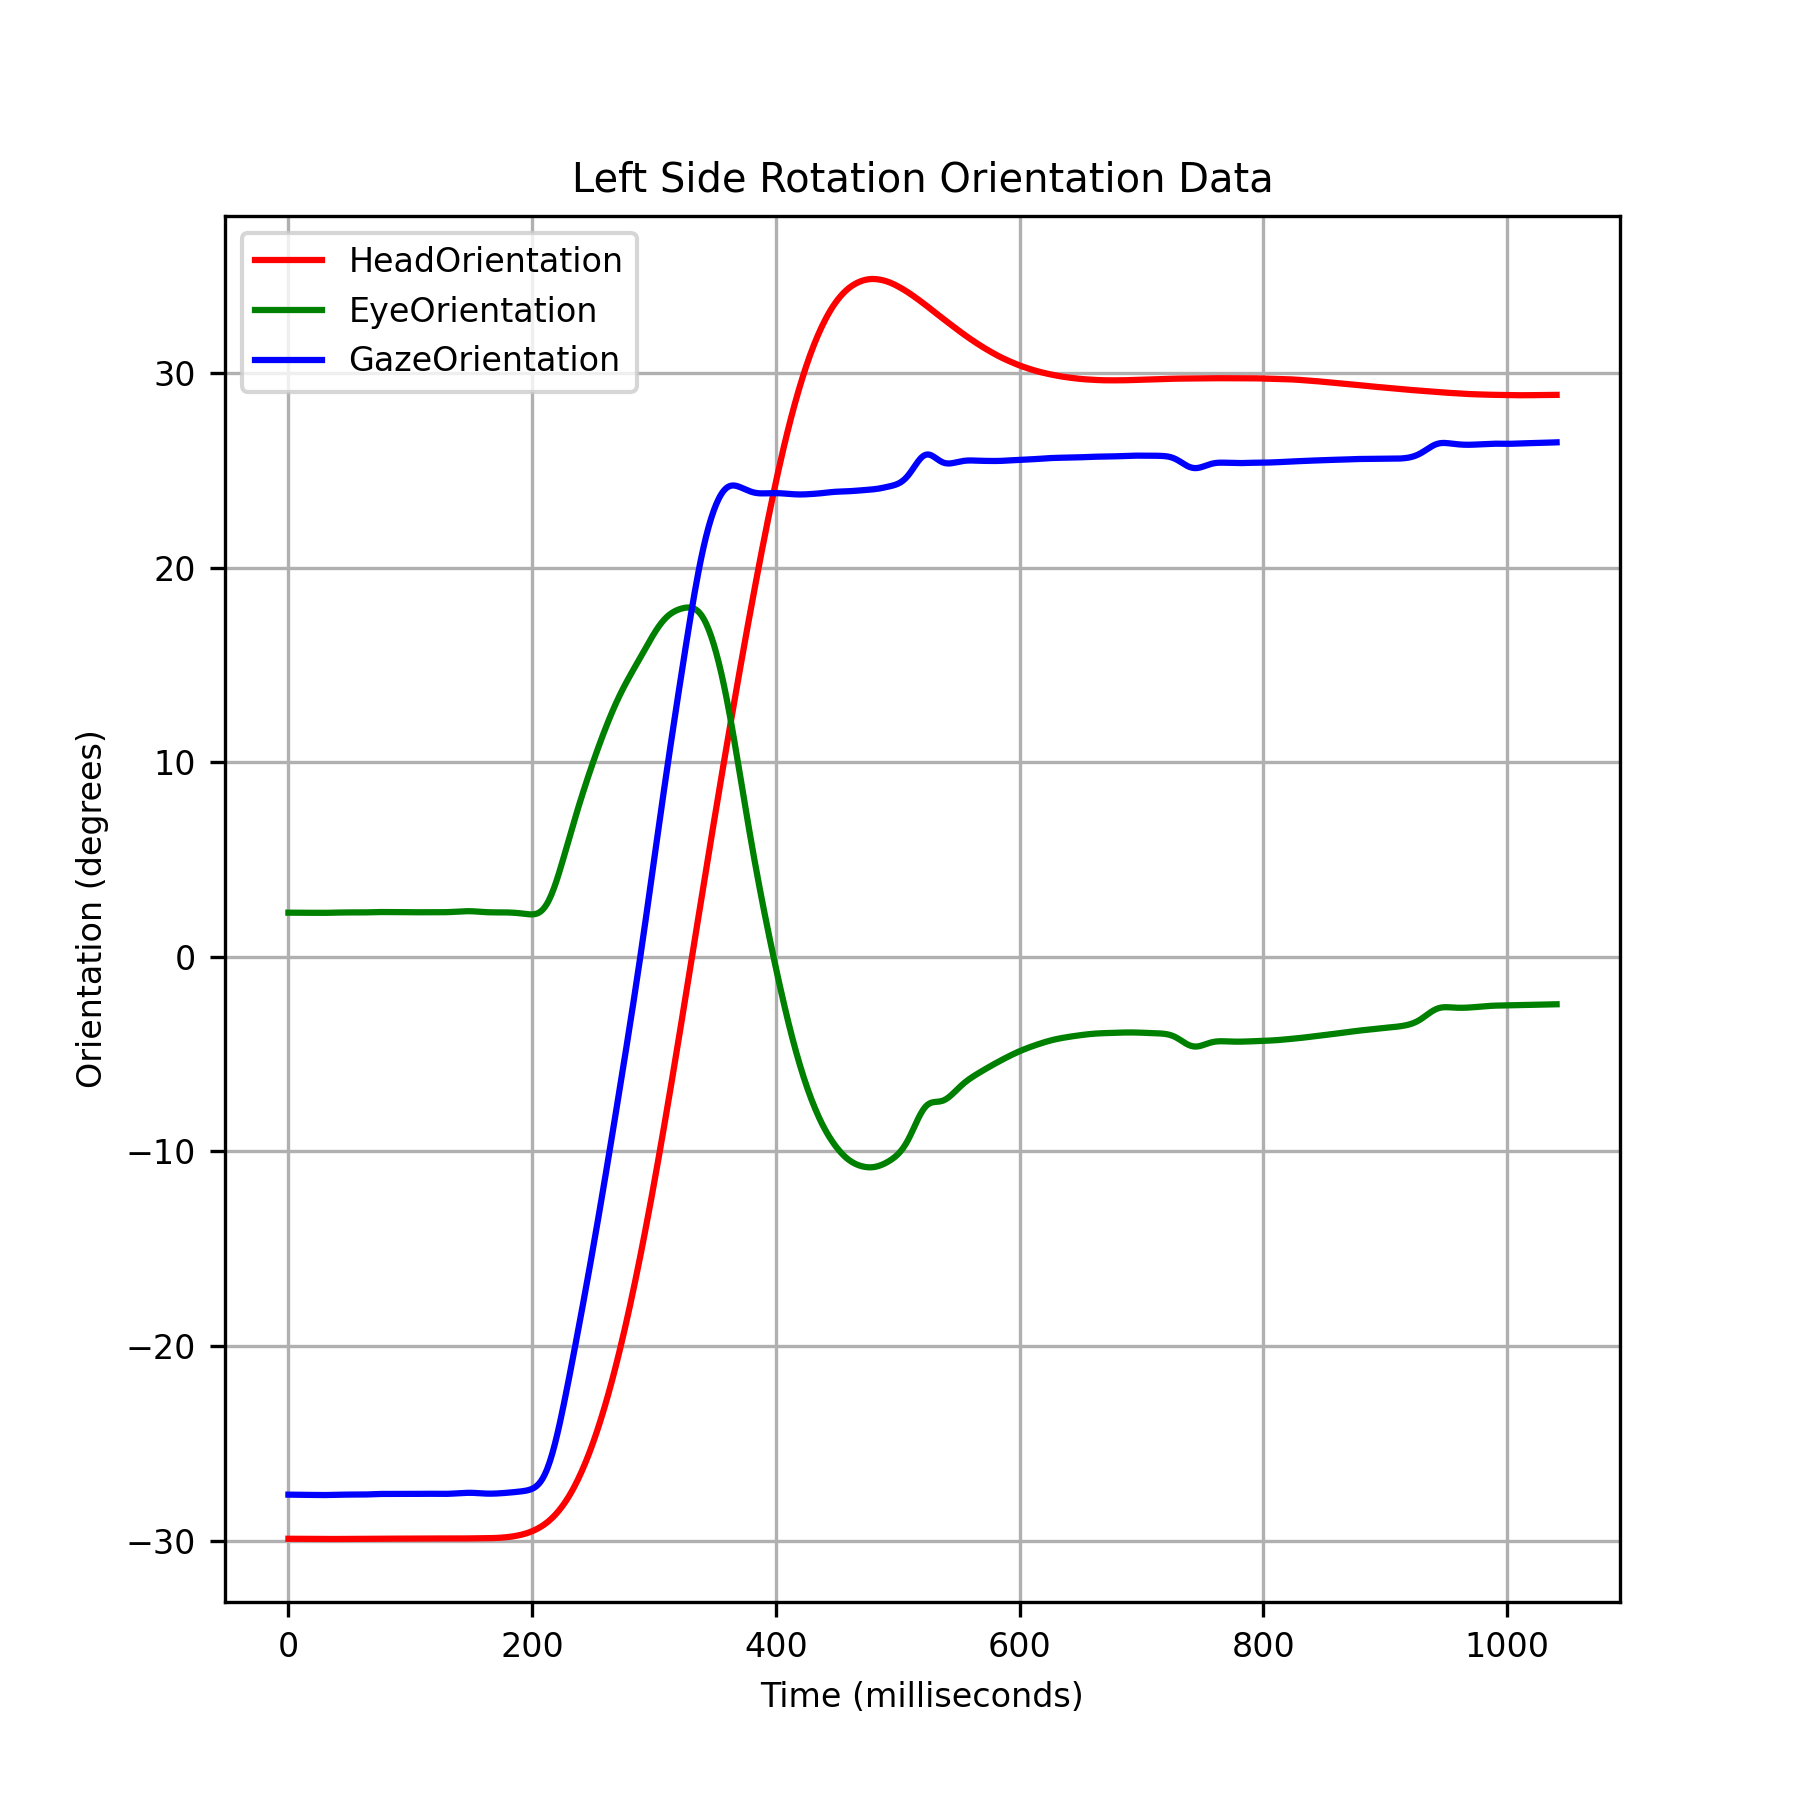 Left Side Rotation Orientation Data
HeadOrientation
EyeOrientation
GazeOrientation
Orientation (degrees)
30
20
10
0
−10
−20
−30
0 200 400 600 800 1000
Time (milliseconds)